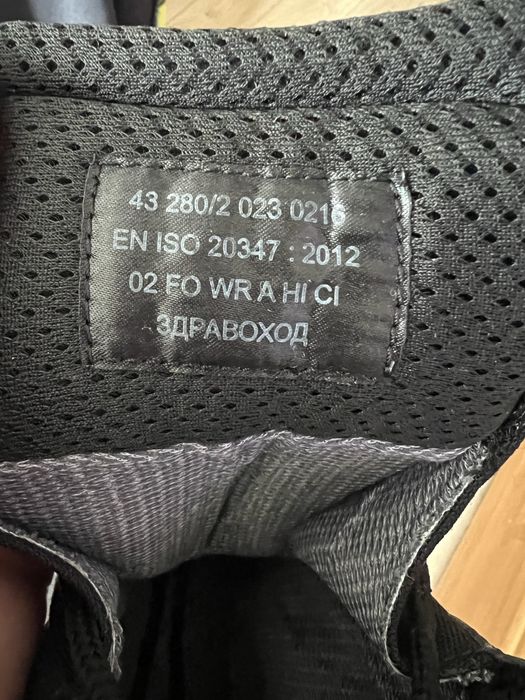 43 280/2 023 0216
EN ISO 20347 : 2012
02 FO WR A HI CI
ЗДРАВОХОД